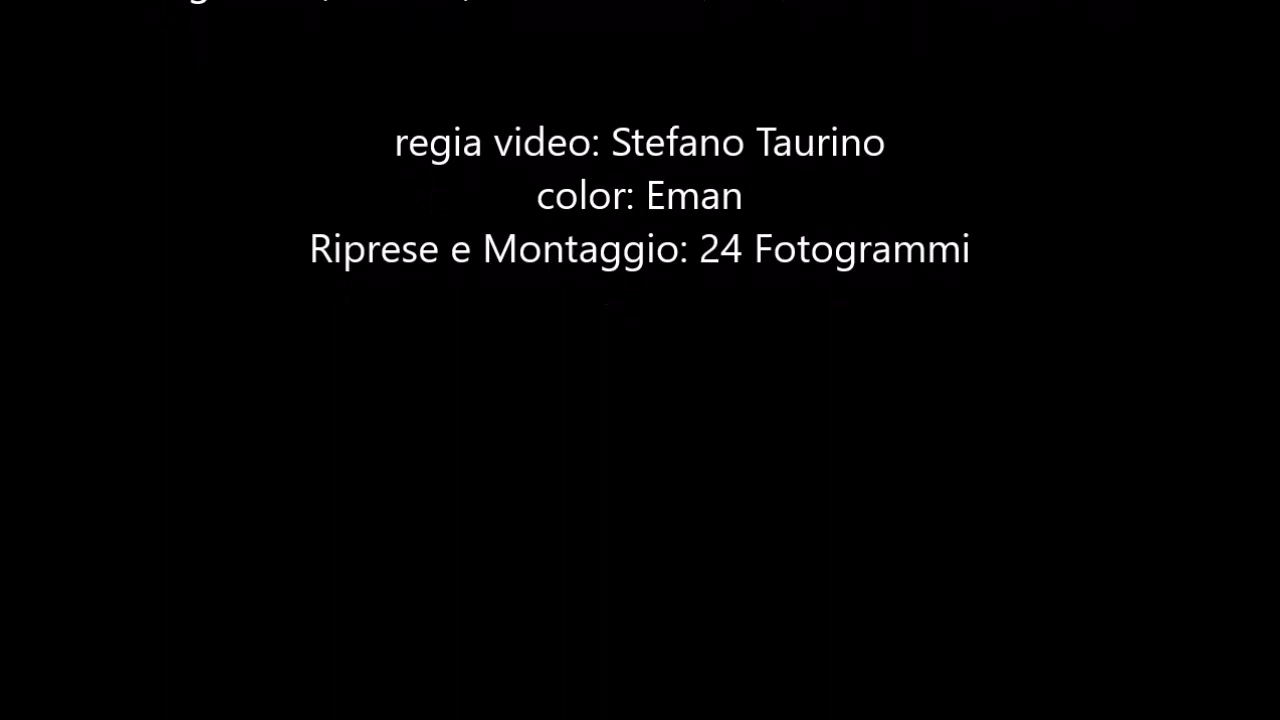 regia video: Stefano Taurino
color: Eman
Riprese e Montaggio: 24 Fotogrammi